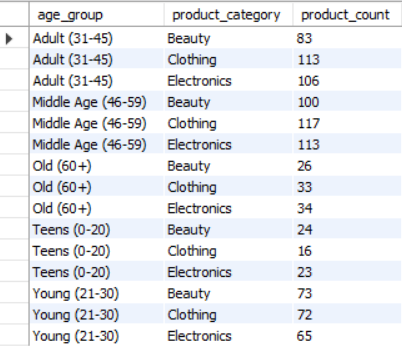 age_group product_category product_count
Adult (31-45) Beauty 83
Adult (31-45) Clothing 113
Adult (31-45) Electronics 106
Middle Age (46-59) Beauty 100
Middle Age (46-59) Clothing 117
Middle Age (46-59) Electronics 113
Old (60+) Beauty 26
Old (60+) Clothing 33
Old (60+) Electronics 34
Teens (0-20) Beauty 24
Teens (0-20) Clothing 16
Teens (0-20) Electronics 23
Young (21-30) Beauty 73
Young (21-30) Clothing 72
Young (21-30) Electronics 65